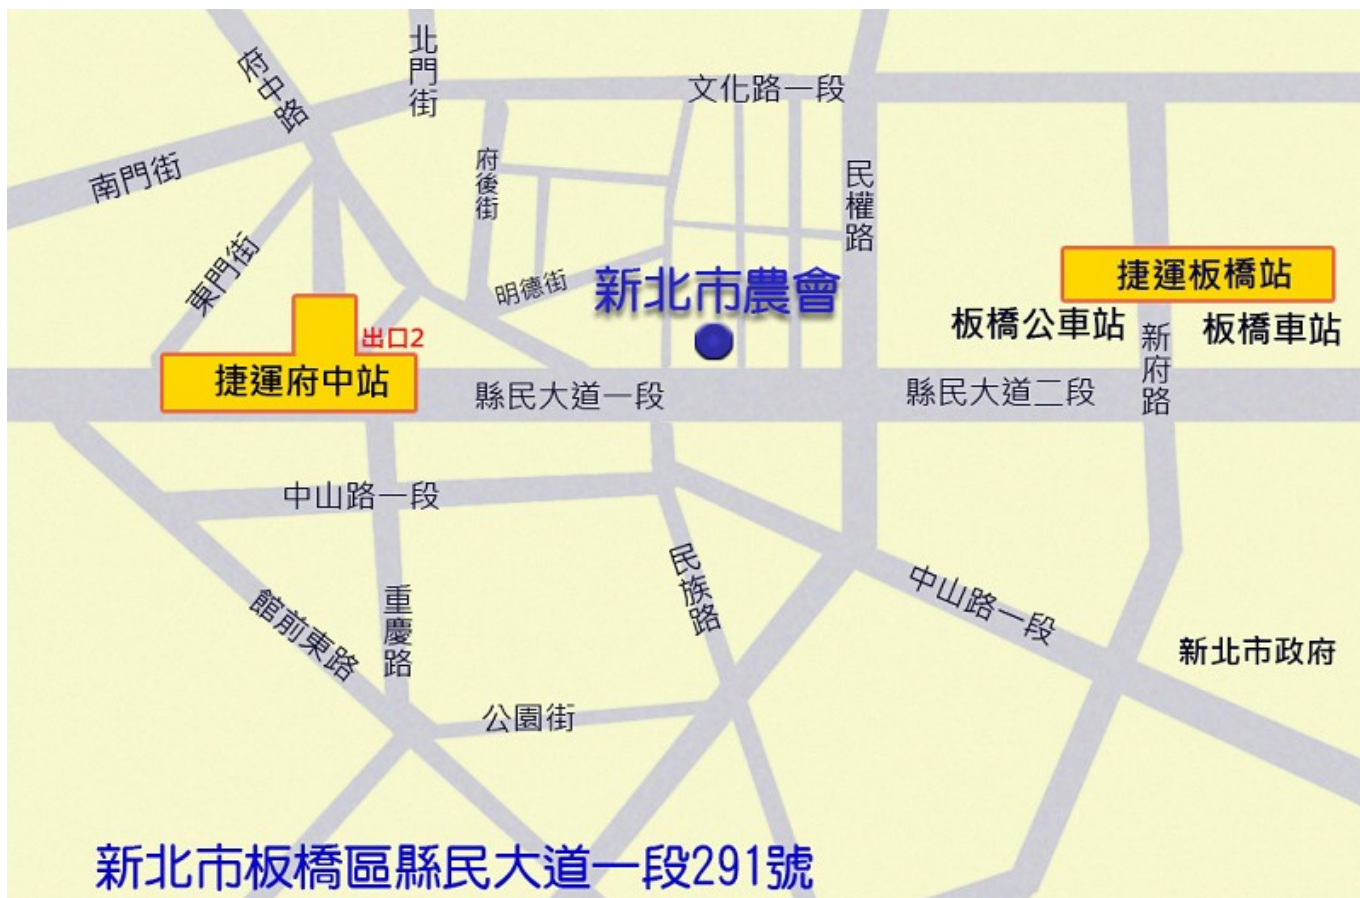 北門街
府中路
文化路一段
南門街
府後街
民權路
東門街
明德街
新北市農會
捷運板橋站
板橋公車站
板橋車站
出口2
新府路
捷運府中站
縣民大道一段
縣民大道二段
中山路一段
民族路
中山路一段
館前東路
重慶路
新北市政府
公園街
新北市板橋區縣民大道一段291號